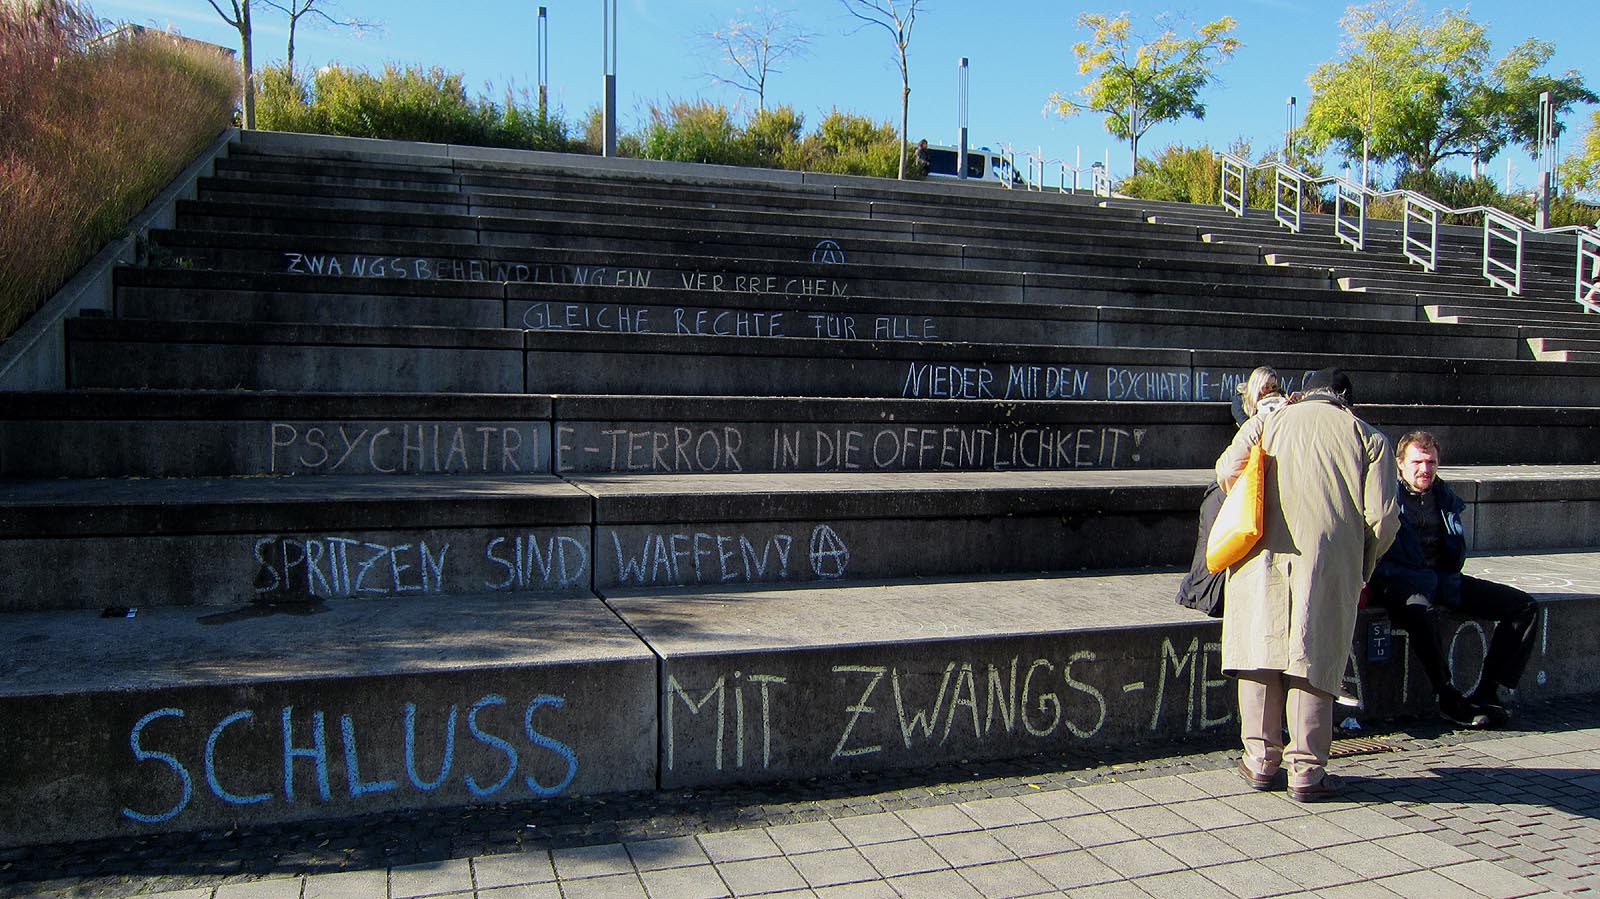 ZWANGSBEHANDLUNG EIN VERBRECHEN
GLEICHE RECHTE FÜR ALLE
NIEDER MIT DEN PSYCHIATRIE-
PSYCHIATRIE-TERROR IN DIE ÖFFENTLICHKEIT!
SPRITZEN SIND WAFFEN!
SCHLUSS MIT ZWANGS-